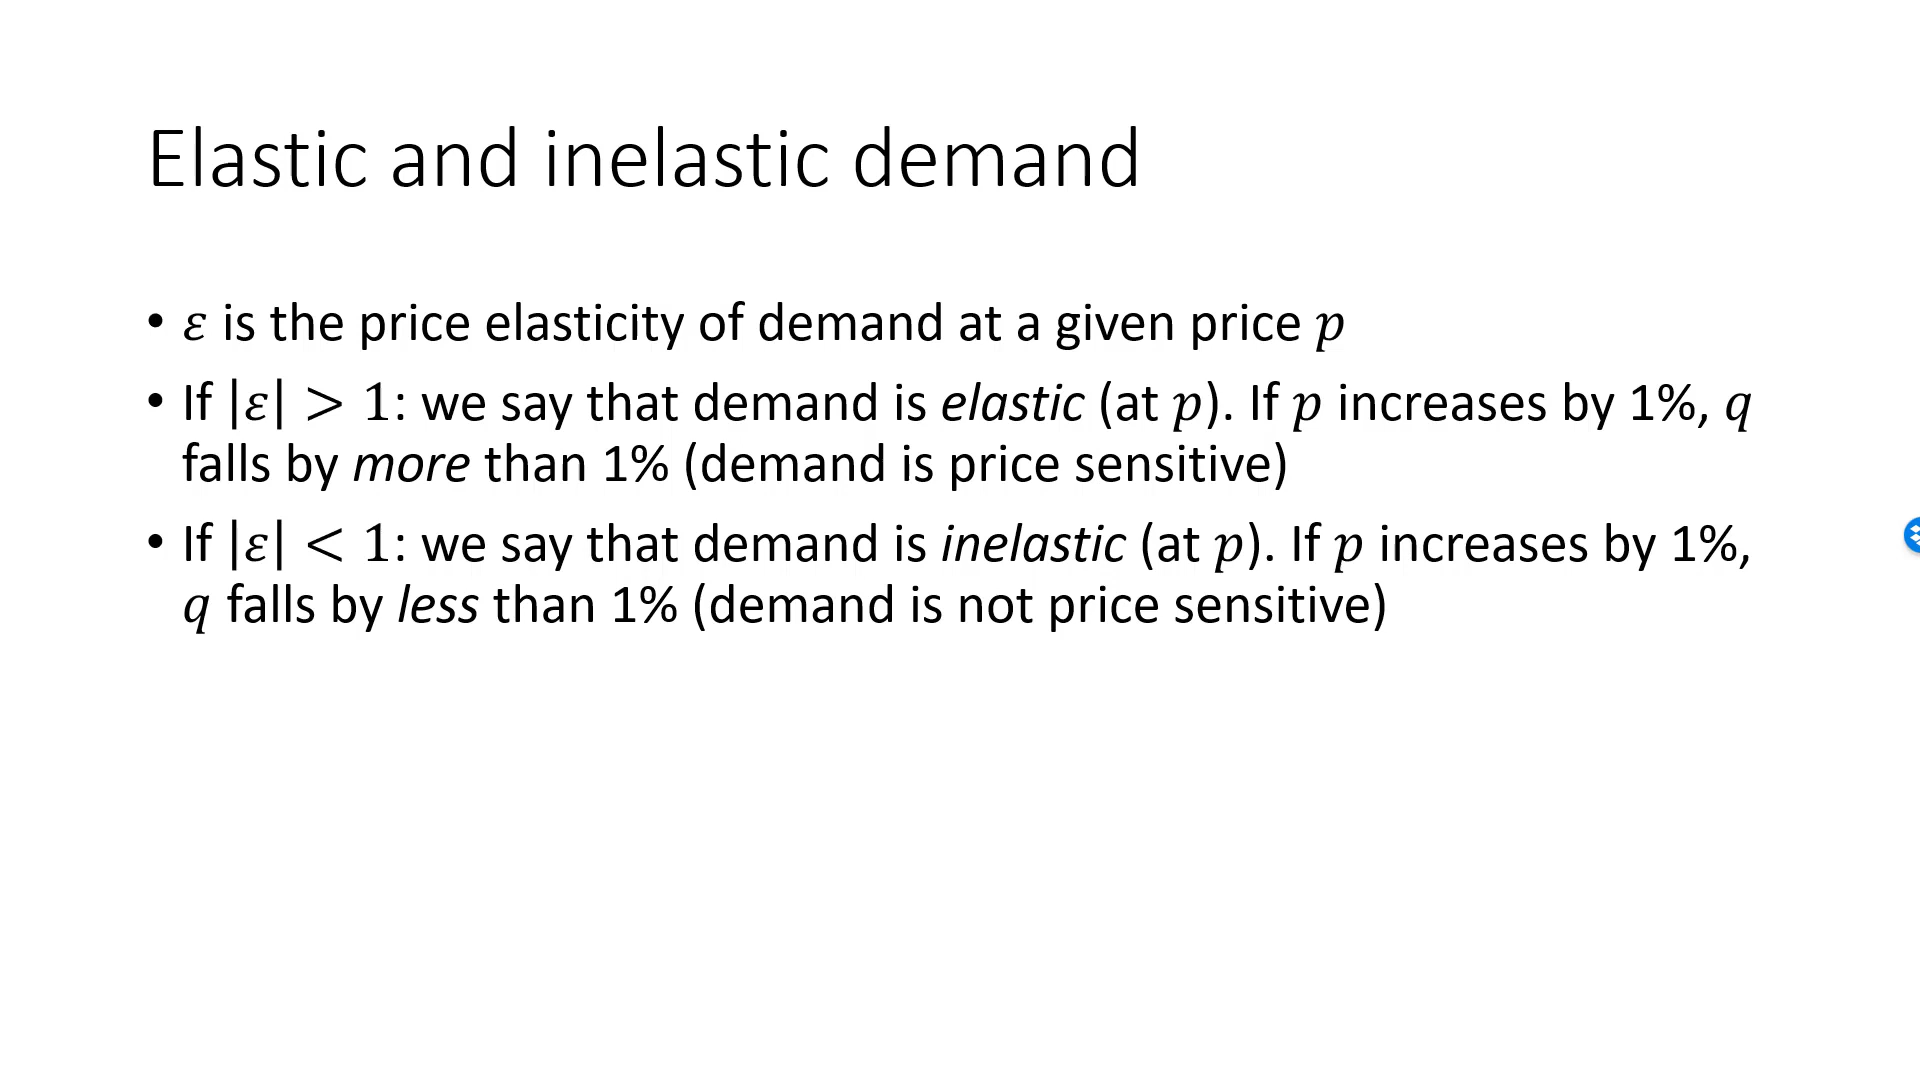 Elastic and inelastic demand
• 𝜀 is the price elasticity of demand at a given price 𝑝
• If |𝜀| > 1: we say that demand is elastic (at 𝑝). If 𝑝 increases by 1%, 𝑞
falls by more than 1% (demand is price sensitive)
• If |𝜀| < 1: we say that demand is inelastic (at 𝑝). If 𝑝 increases by 1%,
𝑞 falls by less than 1% (demand is not price sensitive)